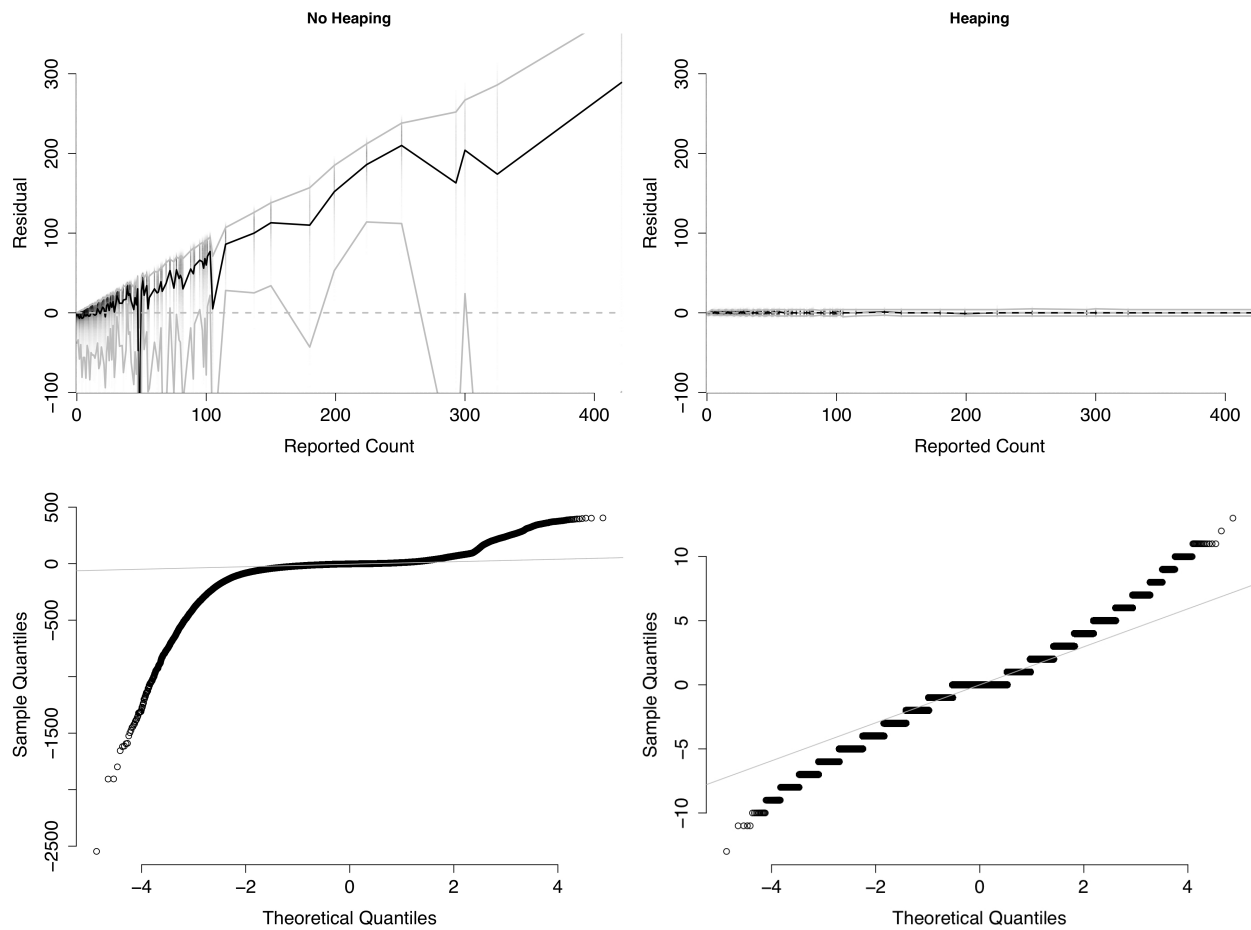 No Heaping
Heaping
300
200
100
0
−100
Residual
0 100 200 300 400
Reported Count
300
200
100
0
−100
Residual
0 100 200 300 400
Reported Count
500
0
−500
−1500
−2500
Sample Quantiles
−4 −2 0 2 4
Theoretical Quantiles
10
5
0
−5
−10
Sample Quantiles
−4 −2 0 2 4
Theoretical Quantiles